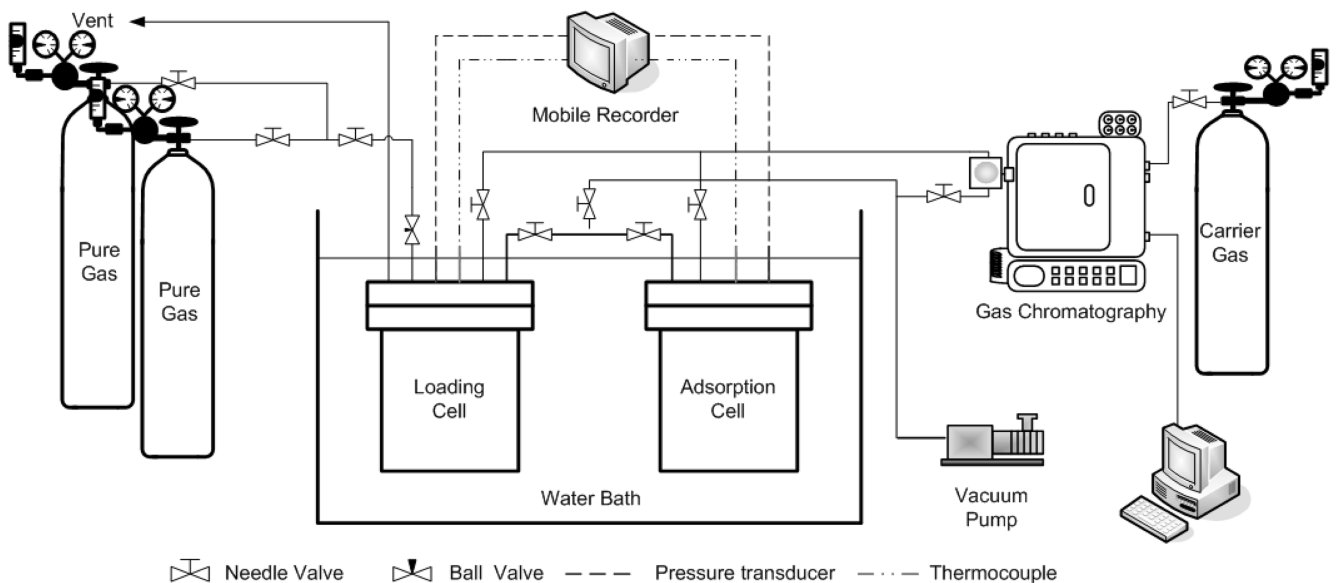 Vent
Mobile Recorder
Pure
Gas
Pure
Gas
Carrier
Gas
Gas Chromatography
Loading
Cell
Adsorption
Cell
Water Bath
Vacuum
Pump
Needle Valve
Ball Valve
Pressure transducer
Thermocouple